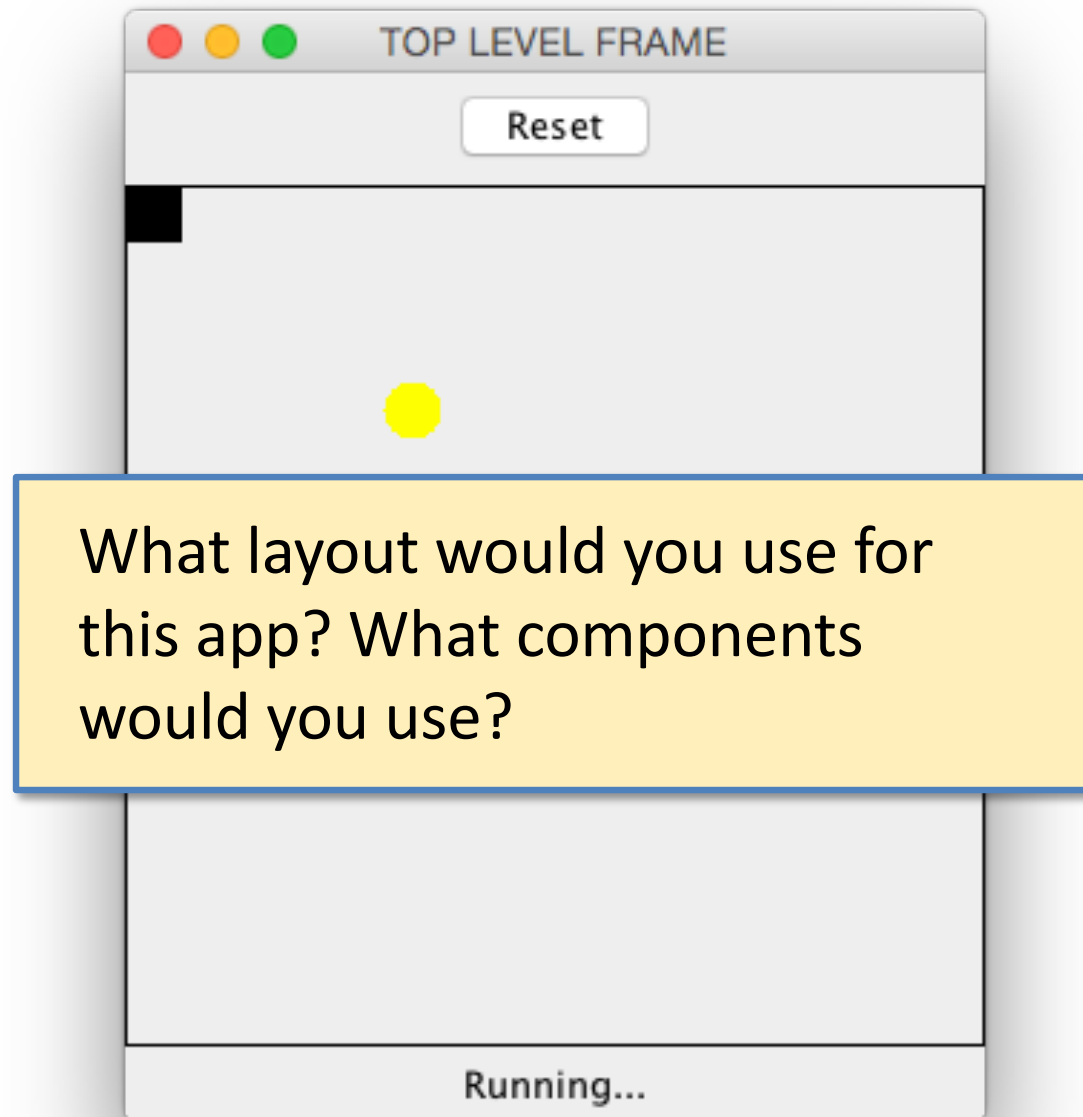 TOP LEVEL FRAME
Reset
What layout would you use for
this app? What components
would you use?
Running...